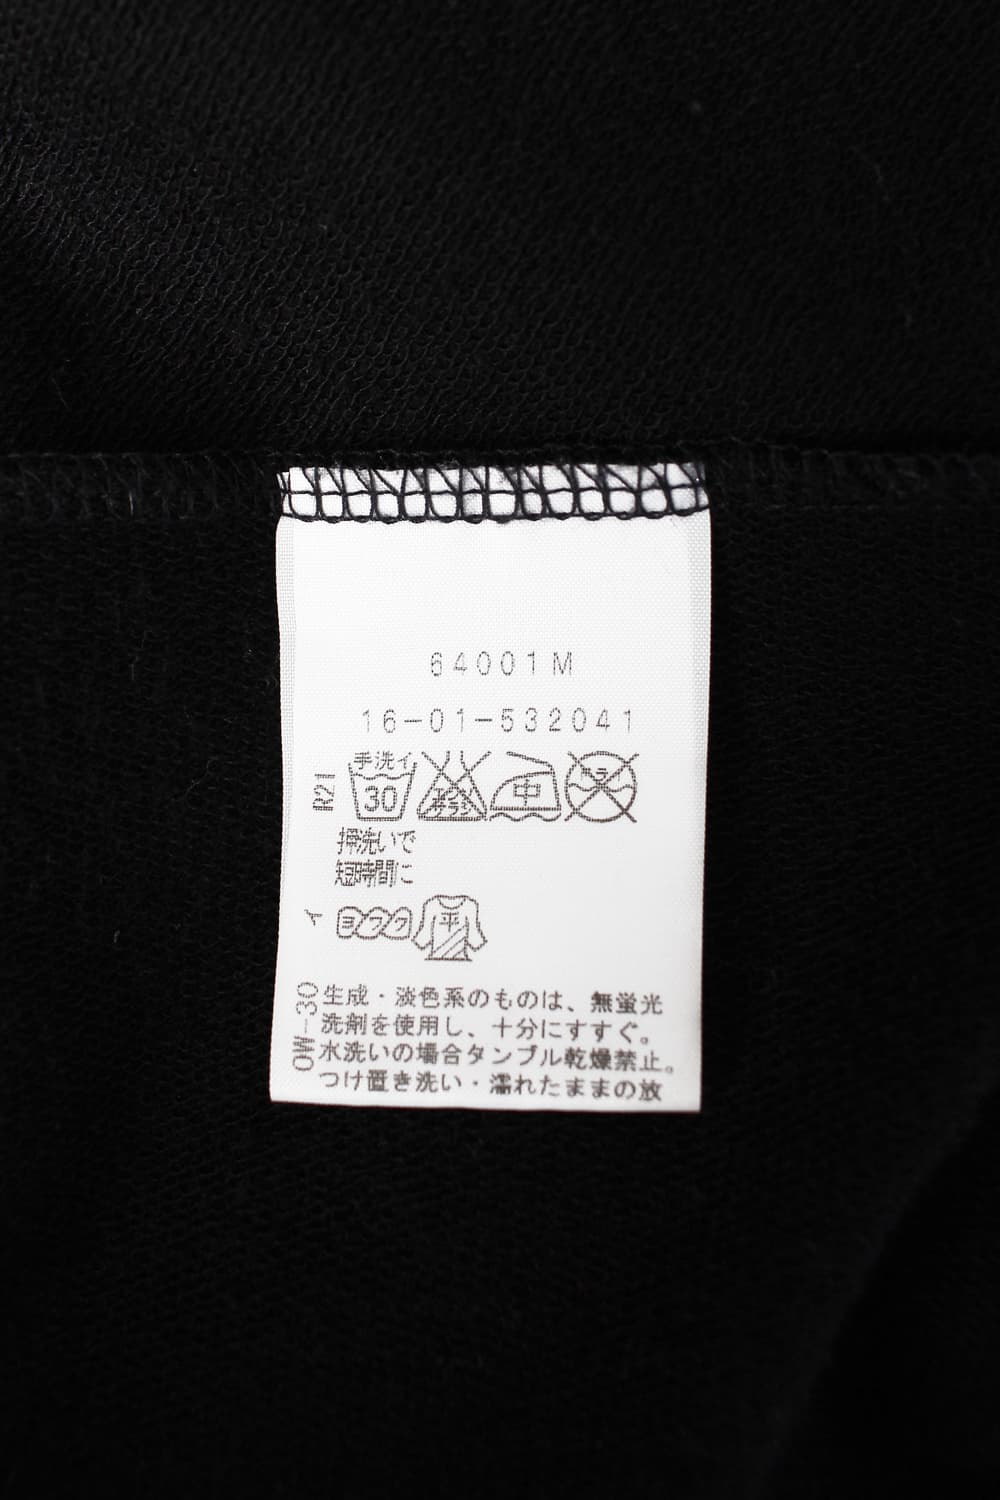 64001M
16-01-532041
手洗イ
30
中
押洗いで
短時間に
イ
ヨワク
平
OW-30
生成・淡色系のものは、無蛍光
洗剤を使用し、十分にすすぐ。
水洗いの場合タンブル乾燥禁止。
つけ置き洗い・濡れたままの放